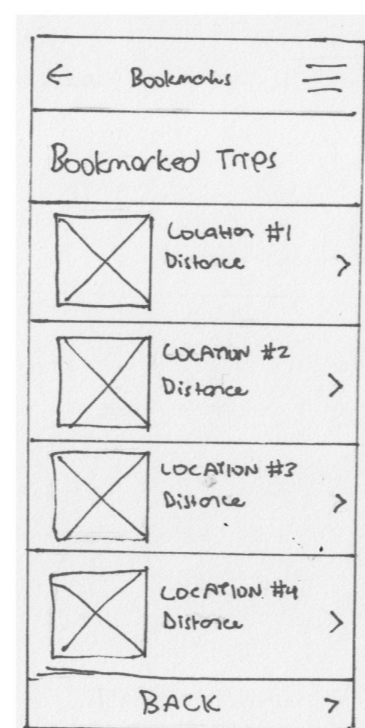 Bookmarks
Bookmarked Trips
Location #1
Distance
LOCATION #2
Distance
LOCATION #3
Distance
LOCATION #4
Distance
BACK